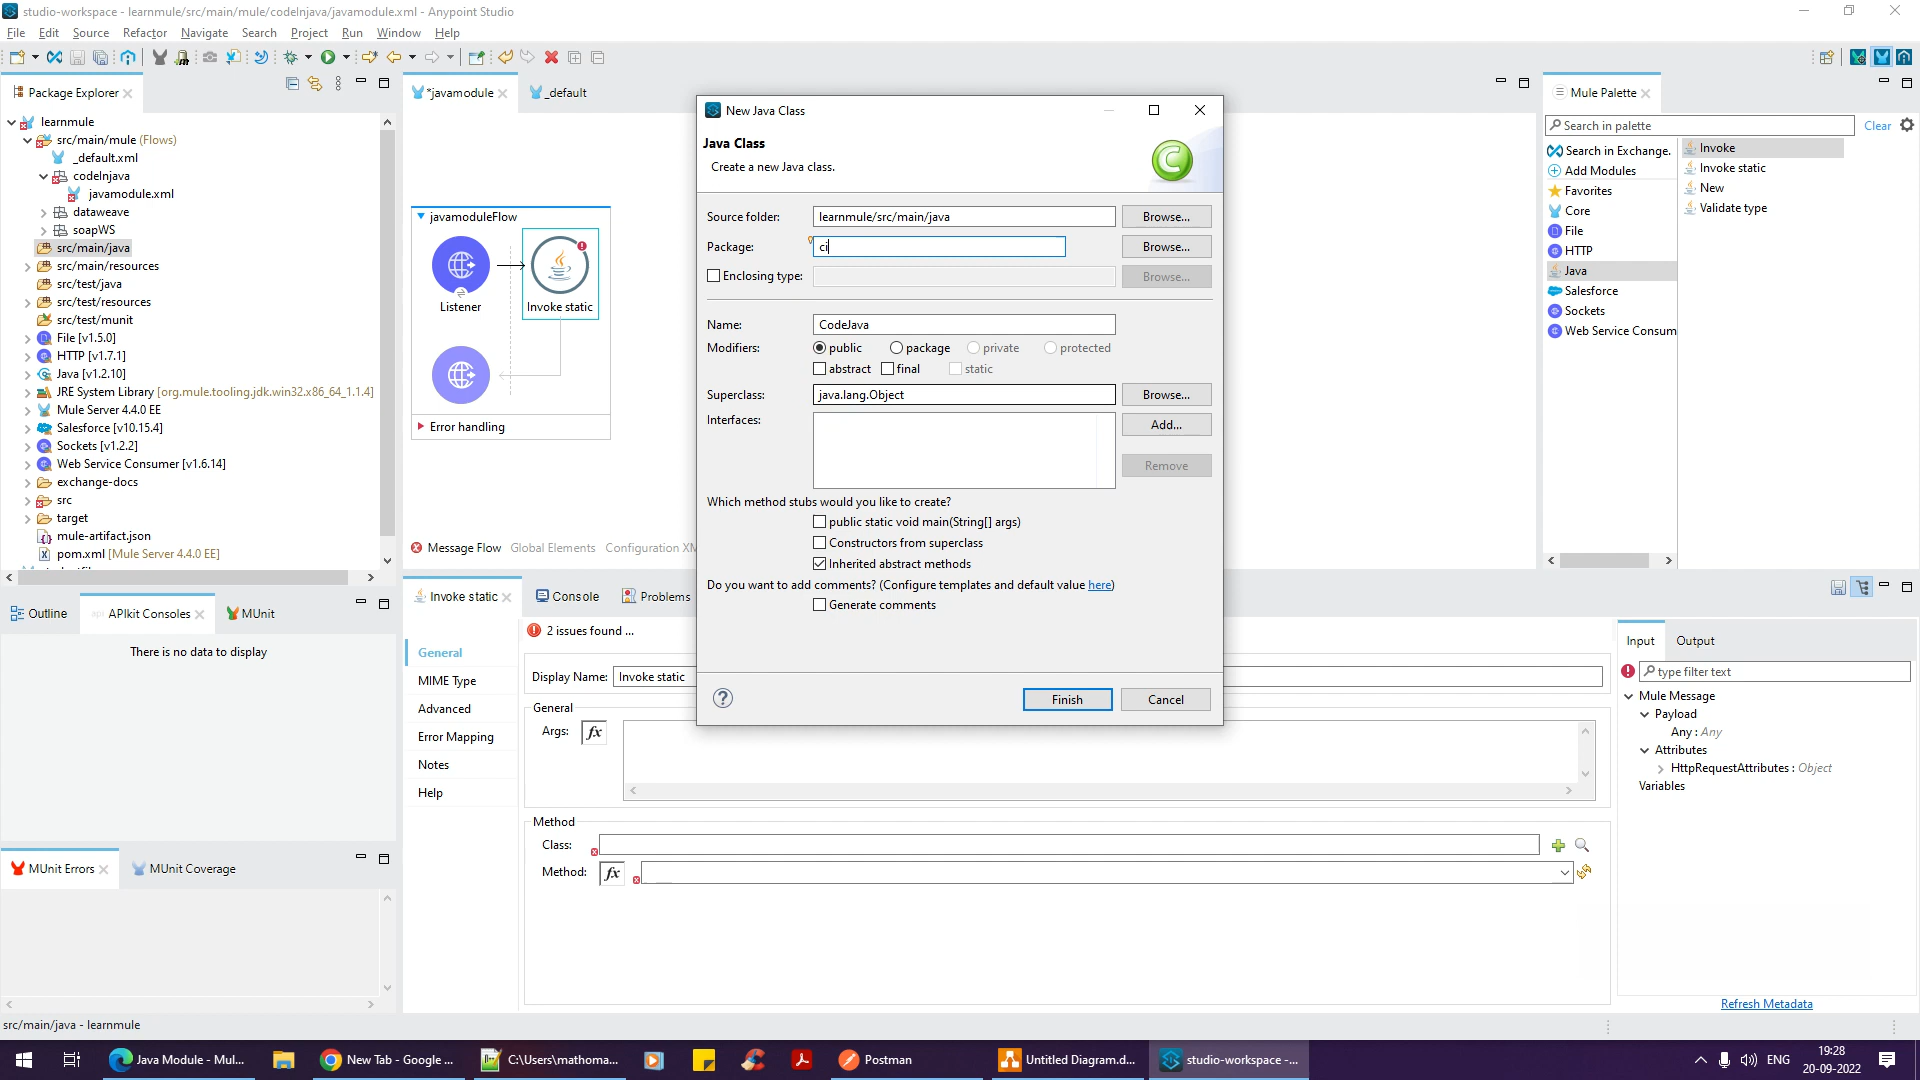 studio-workspace - learnmule/src/main/mule/codeInjava/javamodule.xml - Anypoint Studio
File Edit Source Refactor Navigate Search Project Run Window Help
Package Explorer
learnmule
src/main/mule (Flows)
_default.xml
codeInjava
javamodule.xml
dataweave
soapWS
src/main/java
src/main/resources
src/test/java
src/test/resources
src/test/munit
File [v1.5.0]
HTTP [v1.7.1]
Java [v1.2.10]
JRE System Library [org.mule.tooling.jdk.win32.x86_64_1.1.4]
Mule Server 4.4.0 EE
Salesforce [v10.15.4]
Sockets [v1.2.2]
Web Service Consumer [v1.6.14]
exchange-docs
src
target
mule-artifact.json
pom.xml [Mule Server 4.4.0 EE]
*javamodule _default
javamoduleFlow
Listener Invoke static
Error handling
Message Flow Global Elements Configuration XM
New Java Class
Java Class
Create a new Java class.
Source folder: learnmule/src/main/java Browse...
Package: ci Browse...
Enclosing type: Browse...
Name: CodeJava
Modifiers: public package private protected
abstract final static
Superclass: java.lang.Object Browse...
Interfaces: Add...
Remove
Which method stubs would you like to create?
public static void main(String[] args)
Constructors from superclass
Inherited abstract methods
Do you want to add comments? (Configure templates and default value here)
Generate comments
Finish Cancel
Mule Palette
Search in palette Clear
Search in Exchange.
Add Modules
Favorites
Core
File
HTTP
Java
Salesforce
Sockets
Web Service Consum
Invoke
Invoke static
New
Validate type
Outline APIkit Consoles MUnit
There is no data to display
MUnit Errors MUnit Coverage
Invoke static Console Problems
2 issues found ...
General
MIME Type
Advanced
Error Mapping
Notes
Help
Display Name: Invoke static
General
Args: fx
Method
Class:
Method: fx
Input Output
type filter text
Mule Message
Payload
Any : Any
Attributes
HttpRequestAttributes : Object
Variables
Refresh Metadata
src/main/java - learnmule
Java Module - Mul... New Tab - Google ... C:\Users\mathoma... Postman Untitled Diagram.d... studio-workspace -...
ENG
19:28
20-09-2022